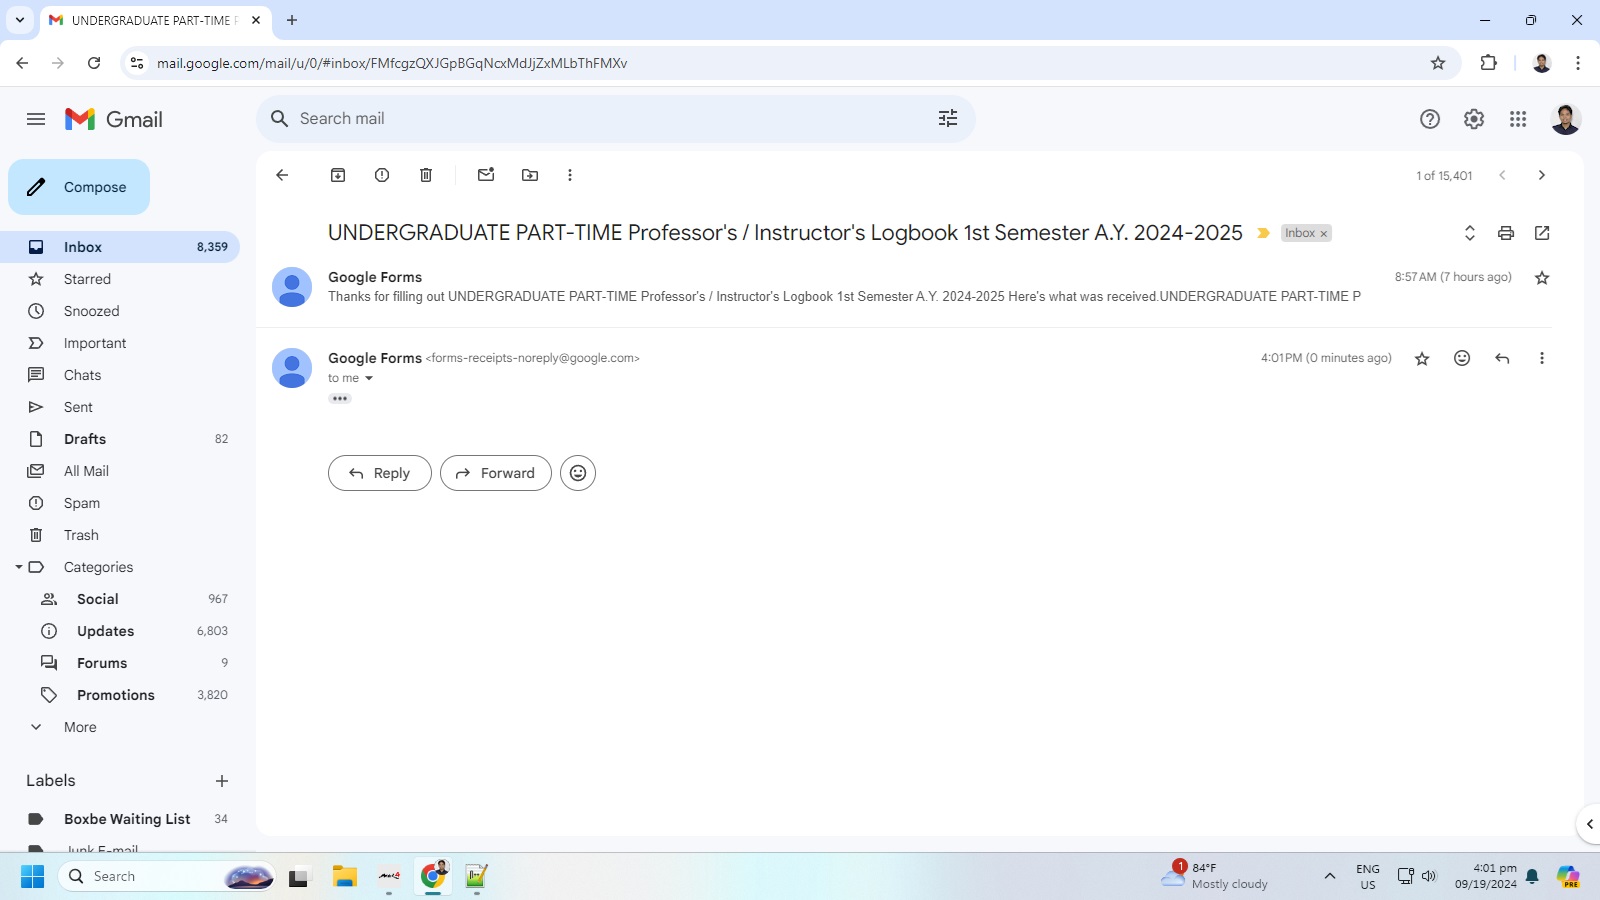 UNDERGRADUATE PART-TIME P
mail.google.com/mail/u/0/#inbox/FMfcgzQXJGpBGqNcxMdJjZxMLbThFMXv
Gmail
Search mail
Compose
1 of 15,401
Inbox 8,359
Starred
Snoozed
Important
Chats
Sent
Drafts 82
All Mail
Spam
Trash
Categories
Social 967
Updates 6,803
Forums 9
Promotions 3,820
More
Labels
Boxbe Waiting List 34
Junk E-mail
UNDERGRADUATE PART-TIME Professor's / Instructor's Logbook 1st Semester A.Y. 2024-2025 Inbox ×
Google Forms 8:57 AM (7 hours ago)
Thanks for filling out UNDERGRADUATE PART-TIME Professor's / Instructor's Logbook 1st Semester A.Y. 2024-2025 Here's what was received.UNDERGRADUATE PART-TIME P
Google Forms <forms-receipts-noreply@google.com> 4:01 PM (0 minutes ago)
to me
Reply Forward
Search
1
84°F
Mostly cloudy
ENG
US
4:01 pm
09/19/2024
PRE